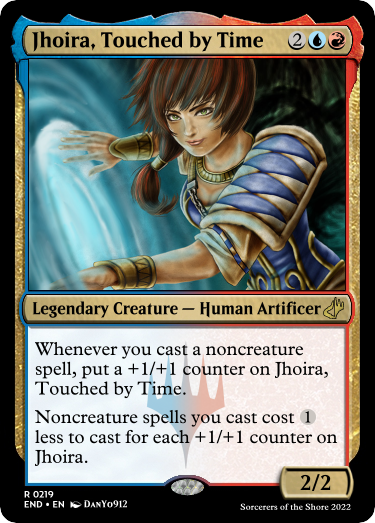 Jhoira, Touched by Time 2
Legendary Creature — Human Artificer
Whenever you cast a noncreature
spell, put a +1/+1 counter on Jhoira,
Touched by Time.
Noncreature spells you cast cost 1
less to cast for each +1/+1 counter on
Jhoira.
2/2
R 0219
END • EN DanYo912
Sorcerers of the Shore 2022